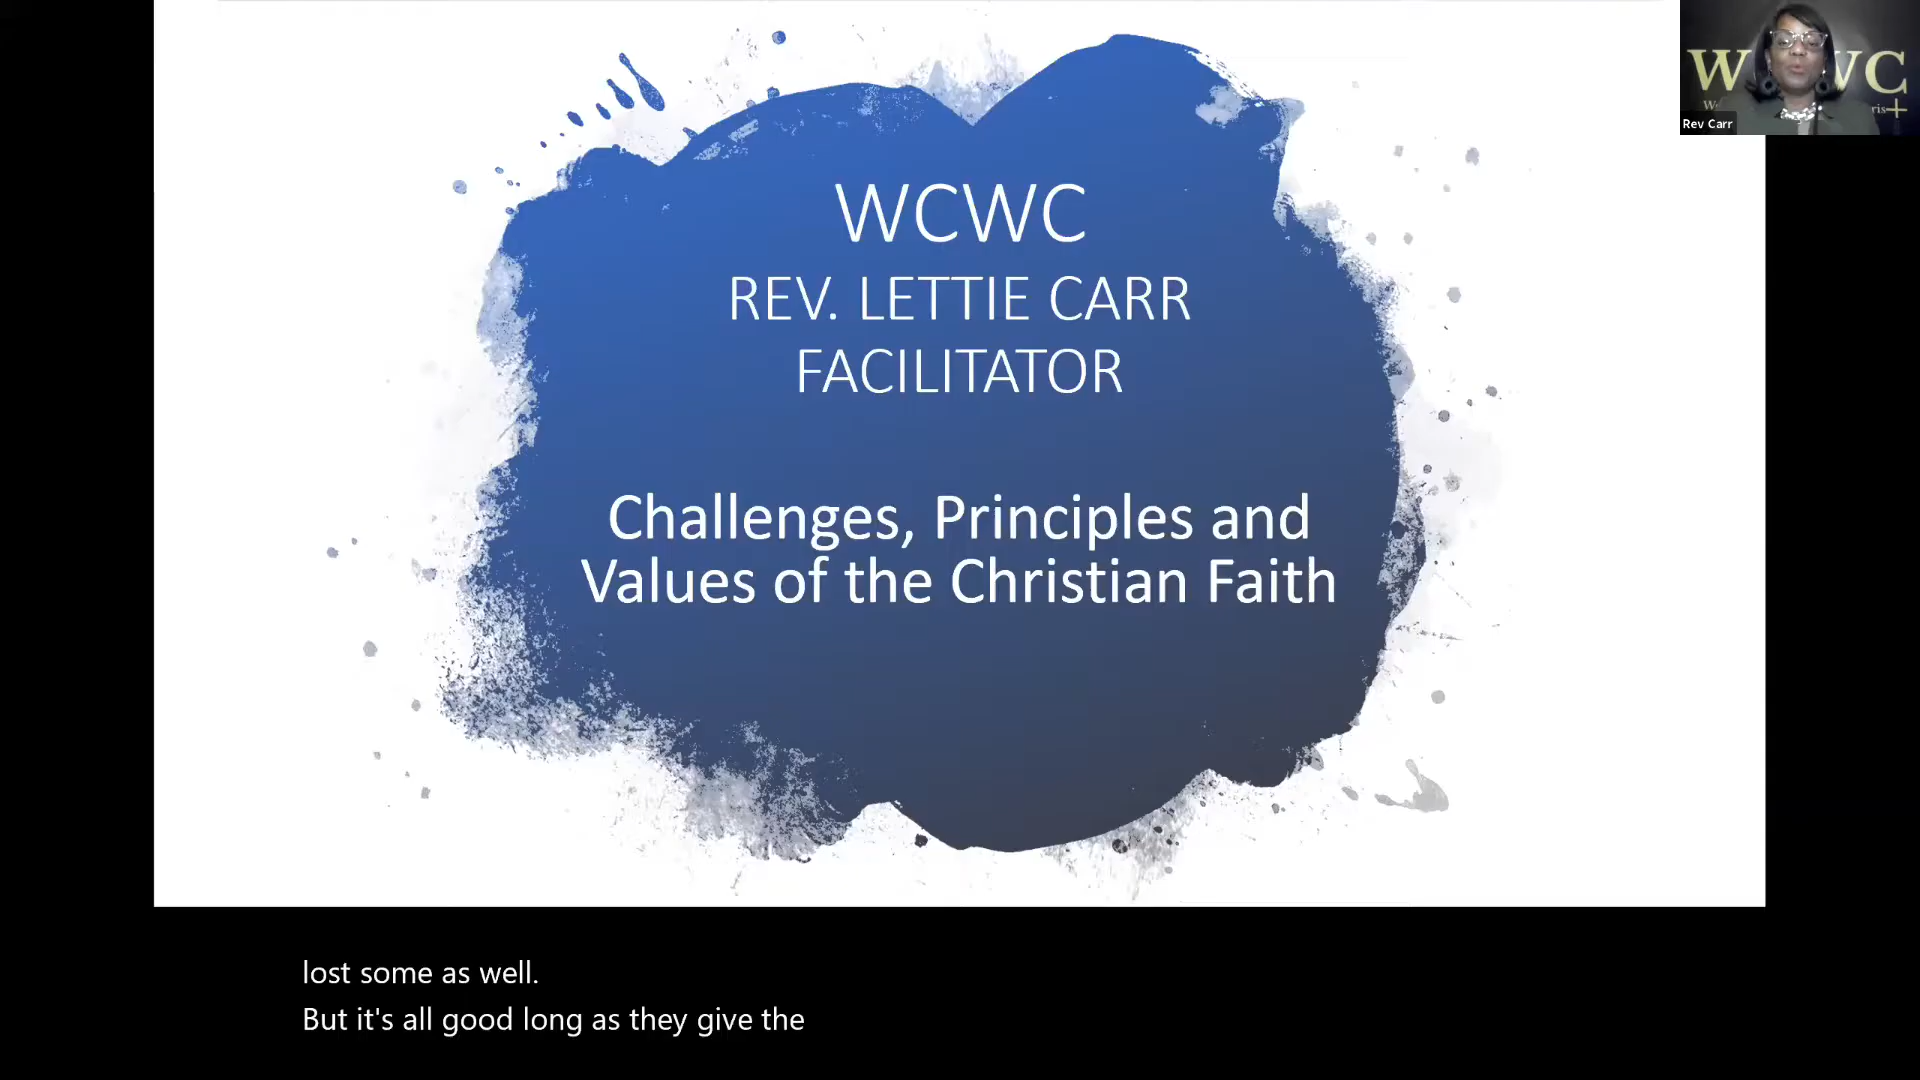 WCWC
REV. LETTIE CARR
FACILITATOR
Challenges, Principles and
Values of the Christian Faith
Rev Carr
lost some as well.
But it's all good long as they give the